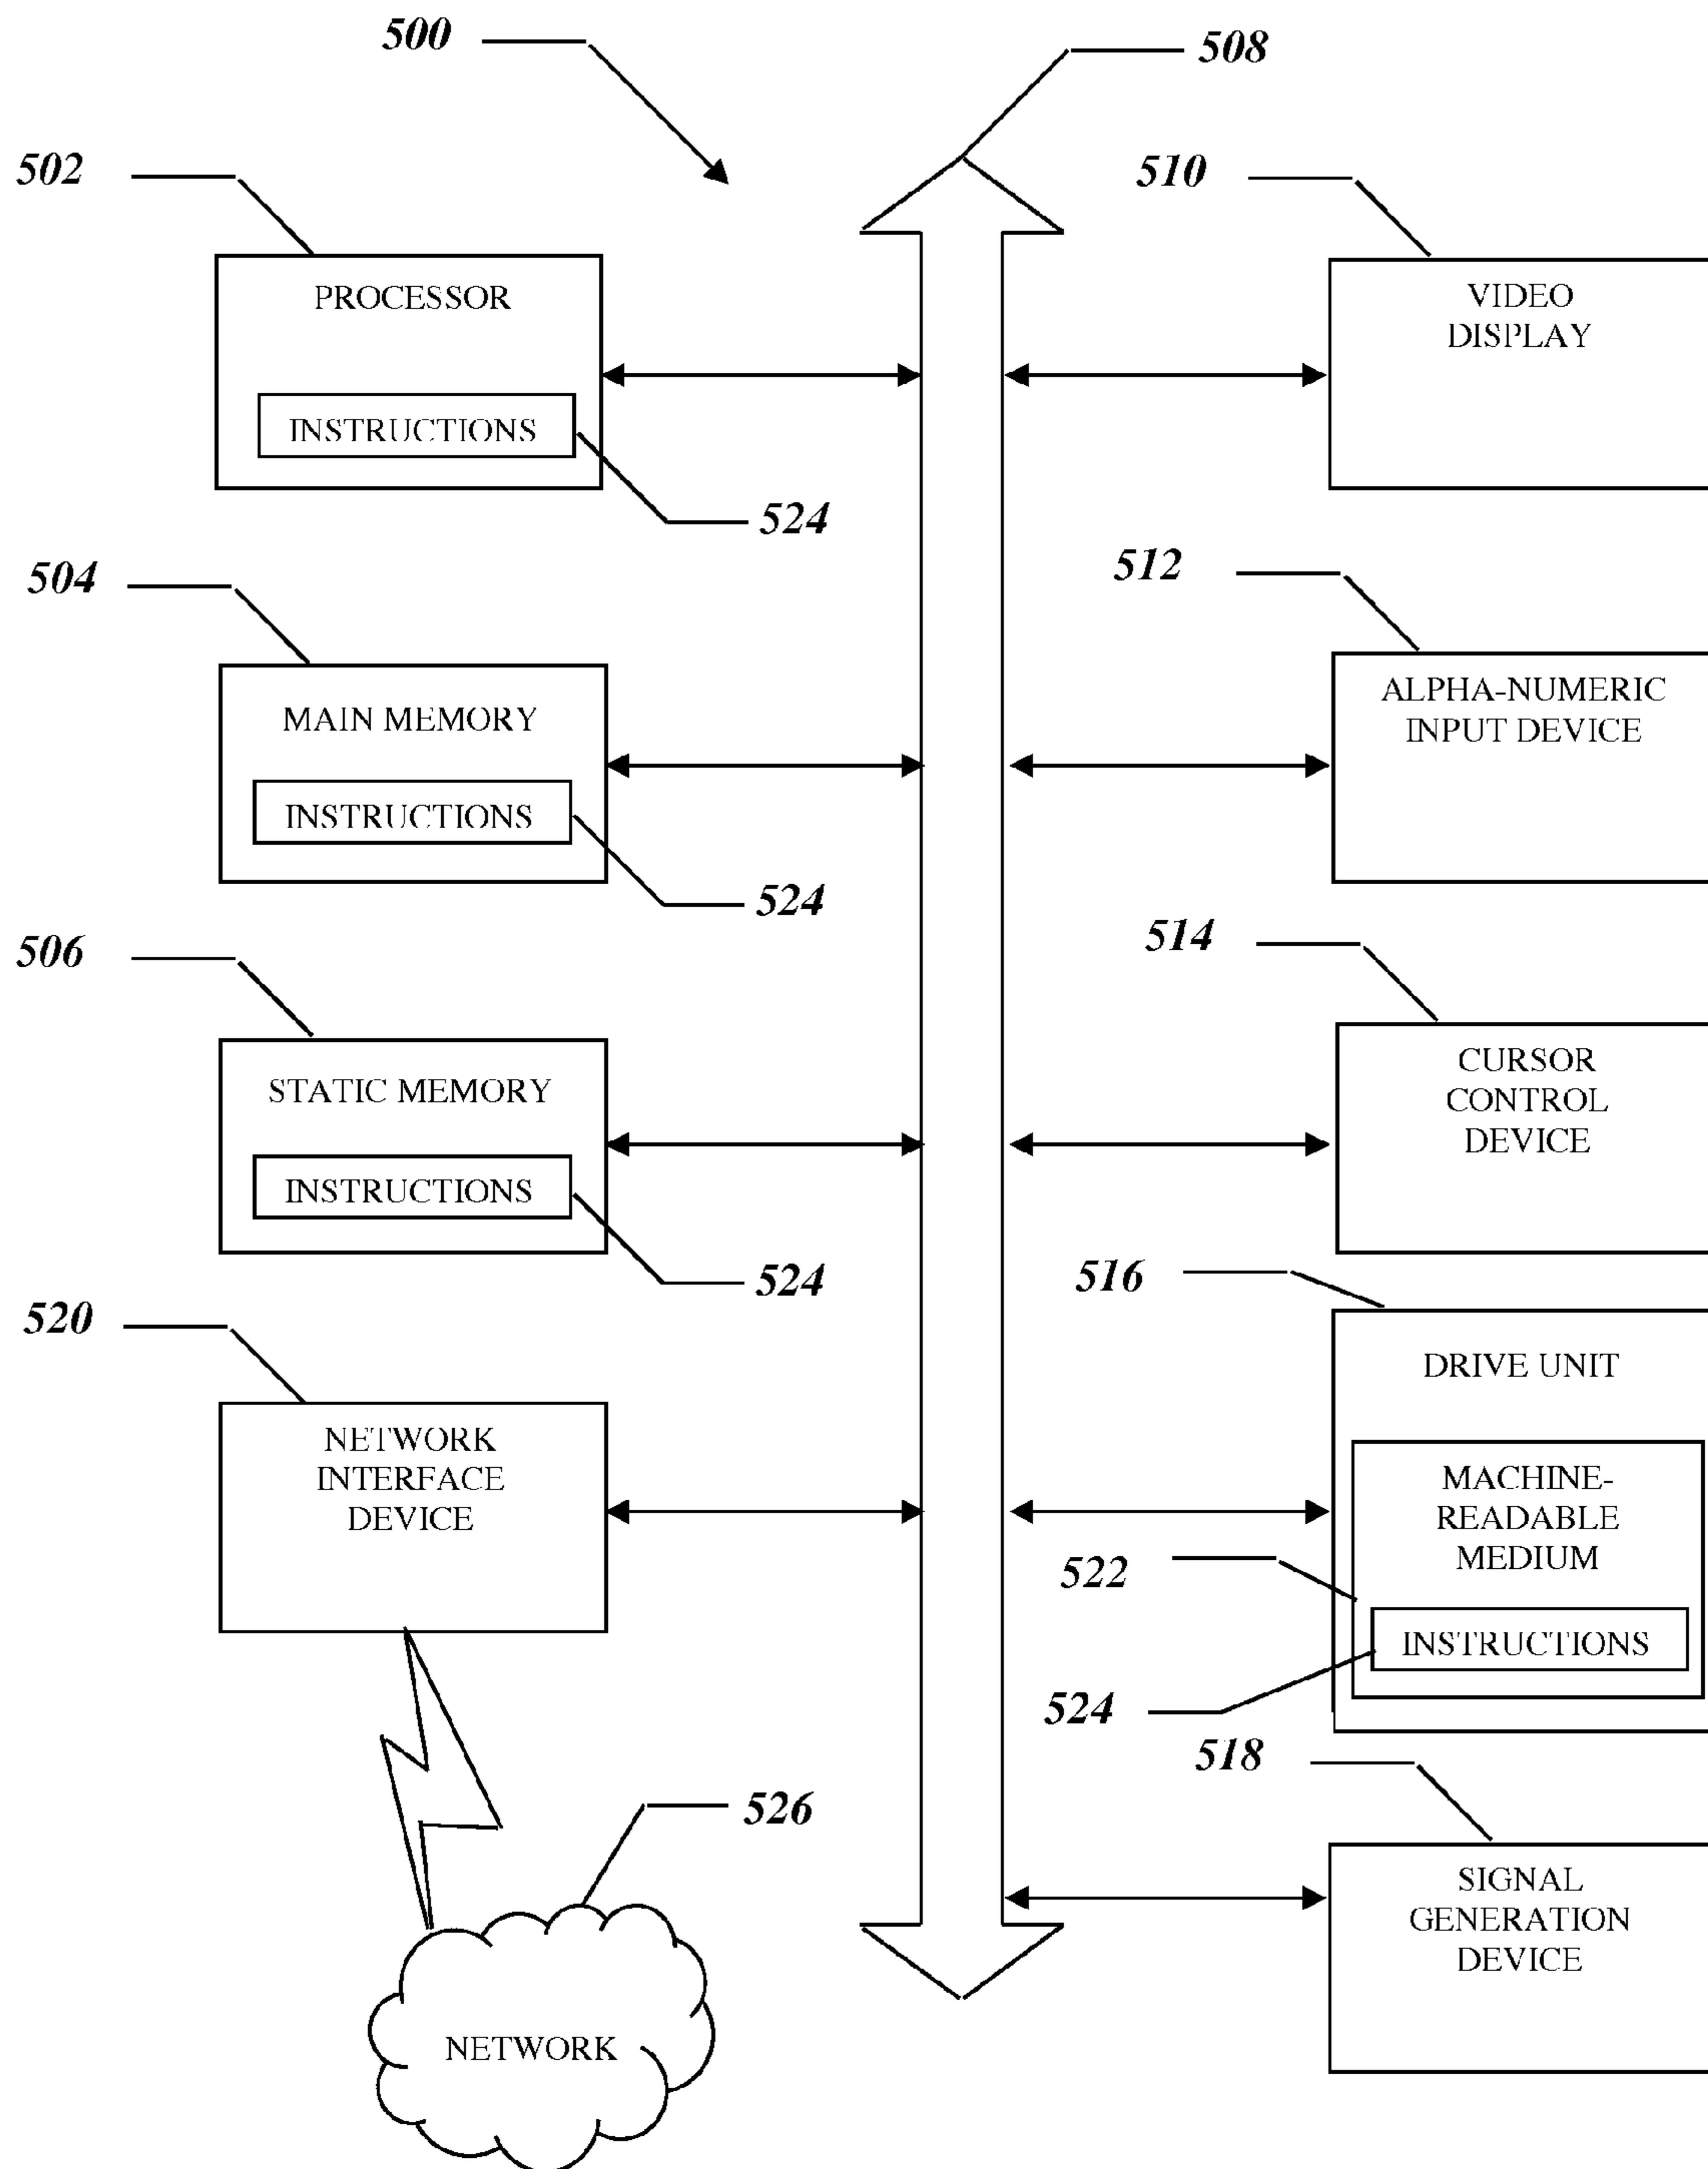 500
508
502
510
PROCESSOR
INSTRUCTIONS
524
VIDEO
DISPLAY
504
512
MAIN MEMORY
INSTRUCTIONS
524
ALPHA-NUMERIC
INPUT DEVICE
506
514
STATIC MEMORY
INSTRUCTIONS
524
CURSOR
CONTROL
DEVICE
520
516
NETWORK
INTERFACE
DEVICE
DRIVE UNIT
MACHINE-
READABLE
MEDIUM
522
INSTRUCTIONS
524
518
526
NETWORK
SIGNAL
GENERATION
DEVICE